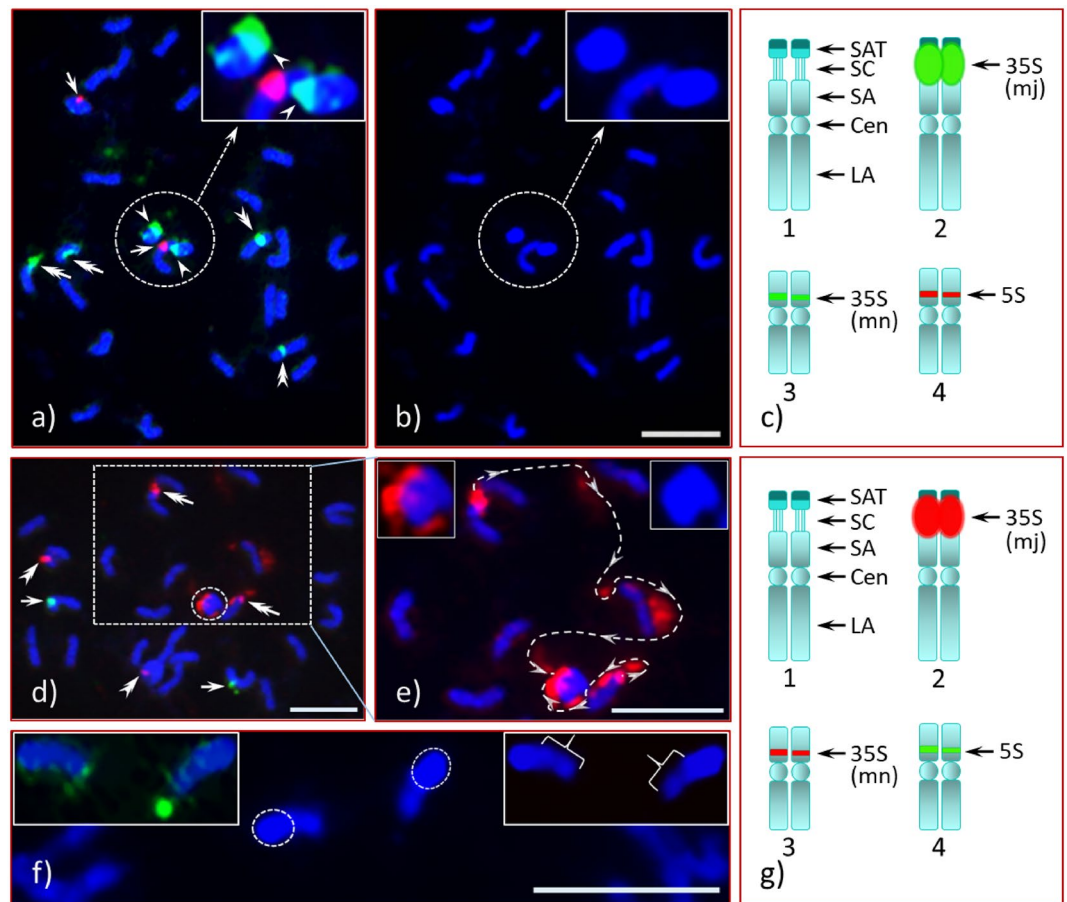 a)
b)
SAT
SC
SA
Cen
LA
1
35S
(mj)
2
35S
(mn)
3
5S
4
c)
d)
e)
f)
SAT
SC
SA
Cen
LA
1
35S
(mj)
2
35S
(mn)
3
5S
4
g)